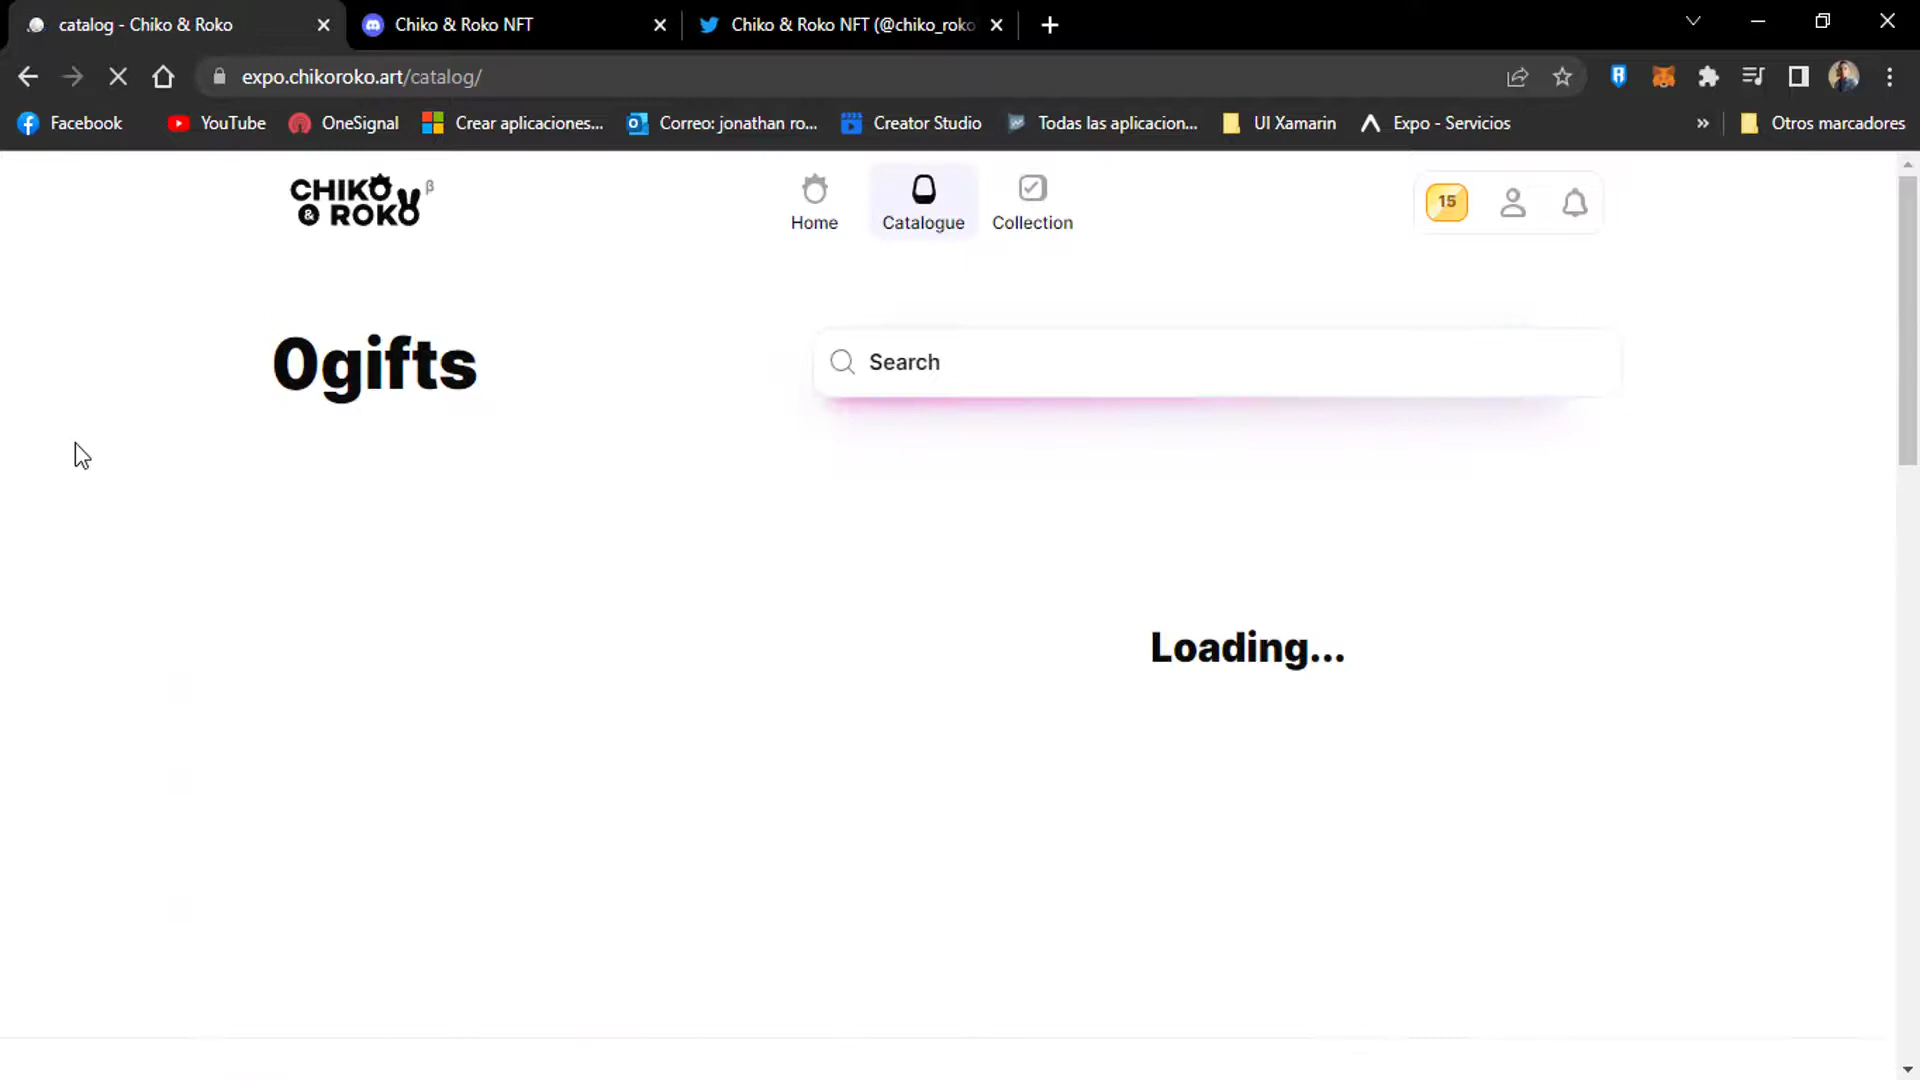 catalog - Chiko & Roko
Chiko & Roko NFT
Chiko & Roko NFT (@chiko_roko
expo.chikoroko.art/catalog/
Facebook
YouTube
OneSignal
Crear aplicaciones...
Correo: jonathan ro...
Creator Studio
Todas las aplicacion...
UI Xamarin
Expo - Servicios
»
Otros marcadores
CHIKO
& ROKO
β
Home
Catalogue
Collection
15
0gifts
Search
Loading...